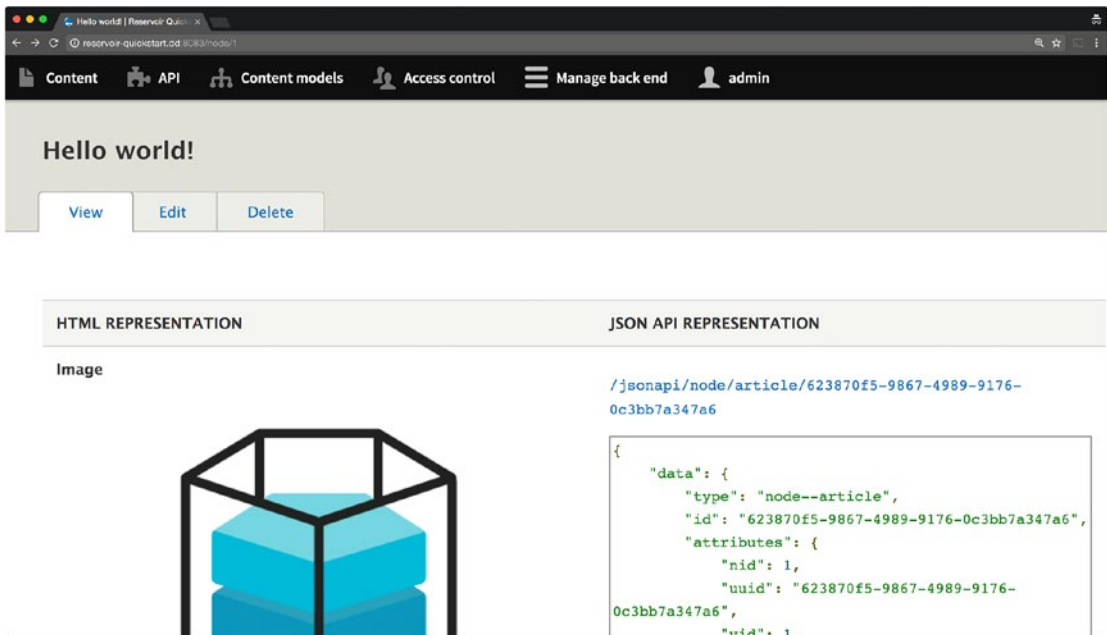 Hello world! | Reservoir Quick
reservoir-quickstart.dd:8083/node/1
Content API Content models Access control Manage back end admin
Hello world!
View Edit Delete
HTML REPRESENTATION JSON API REPRESENTATION
Image
/jsonapi/node/article/623870f5-9867-4989-9176-
0c3bb7a347a6
{
"data": {
"type": "node--article",
"id": "623870f5-9867-4989-9176-0c3bb7a347a6",
"attributes": {
"nid": 1,
"uuid": "623870f5-9867-4989-9176-
0c3bb7a347a6",
"vid": 1